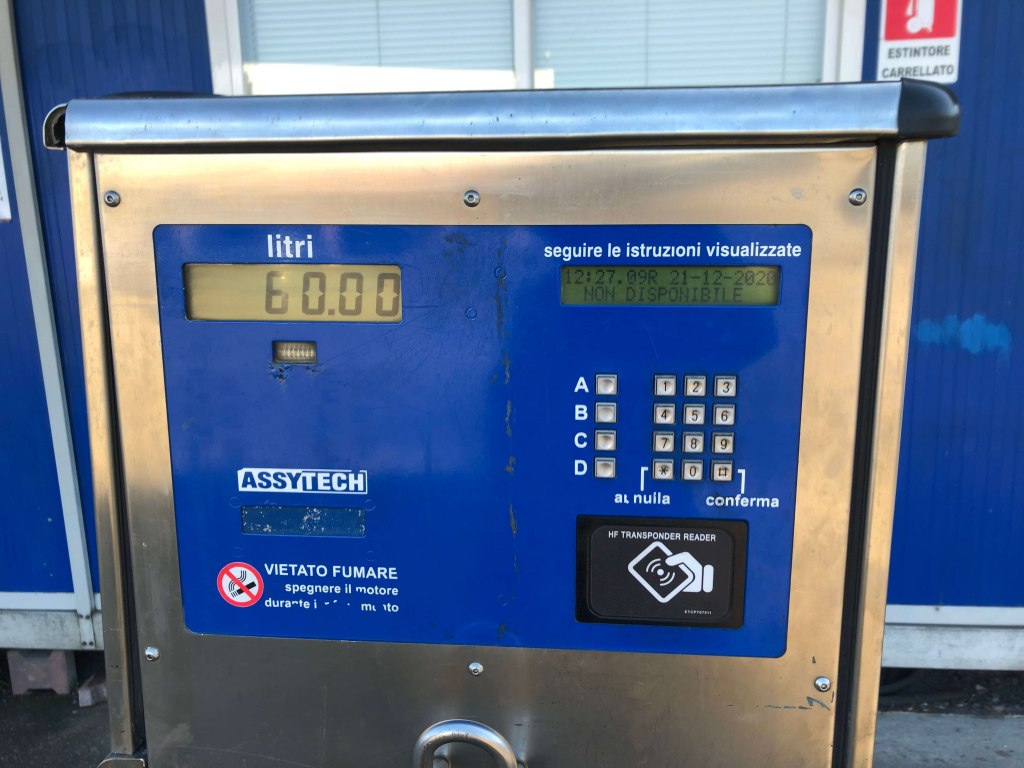 ESTINTORE
CARRELLATO
litri
60.00
seguire le istruzioni visualizzate
12:27.09R 21-12-2020
NON DISPONIBILE
A
1 2 3
B
4 5 6
C
7 8 9
D
* 0
annulla
conferma
ASSYTECH
HF TRANSPONDER READER
VIETATO FUMARE
spegnere il motore
durante